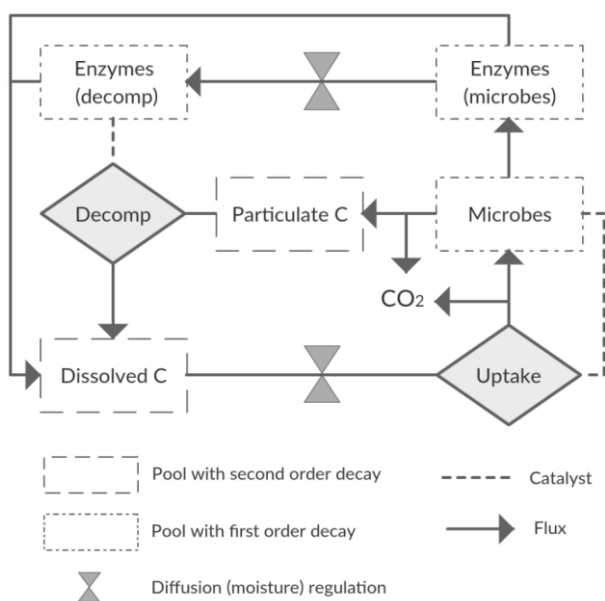 Enzymes
(decomp)
Enzymes
(microbes)
Decomp
Particulate C
Microbes
CO2
Dissolved C
Uptake
Pool with second order decay
Catalyst
Pool with first order decay
Flux
Diffusion (moisture) regulation